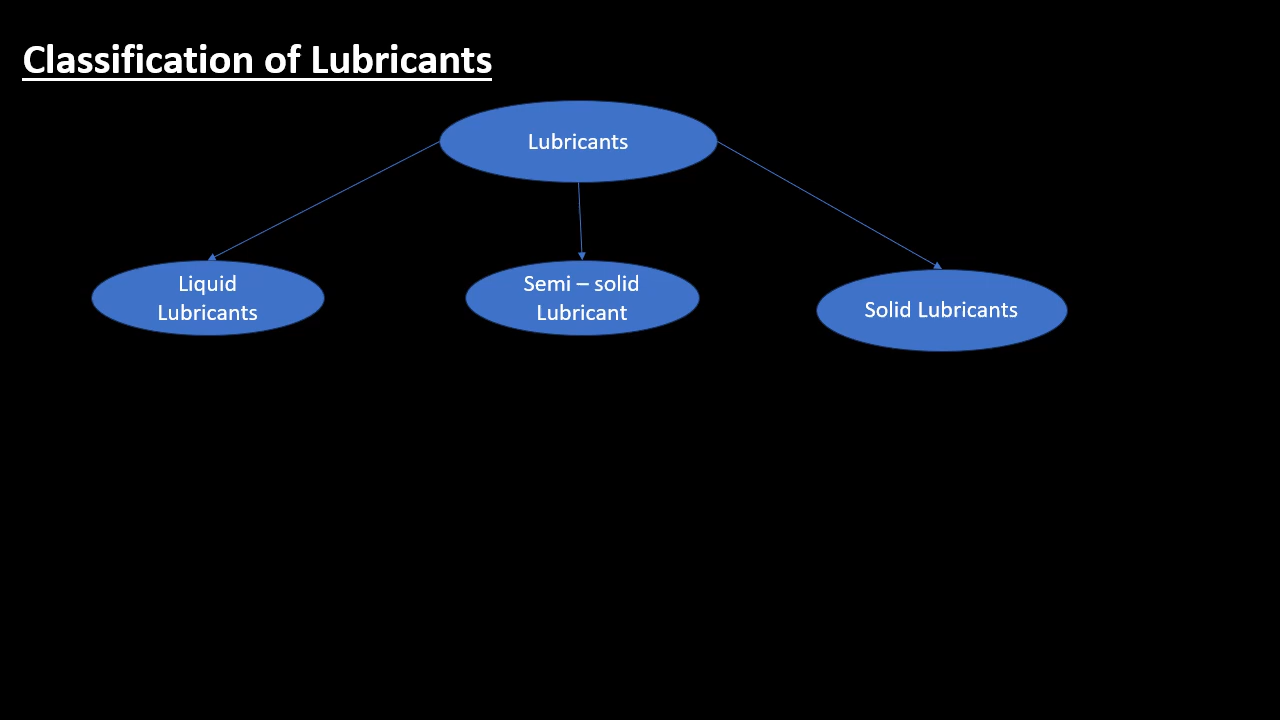 Classification of Lubricants
Lubricants
Liquid
Lubricants
Semi – solid
Lubricant
Solid Lubricants